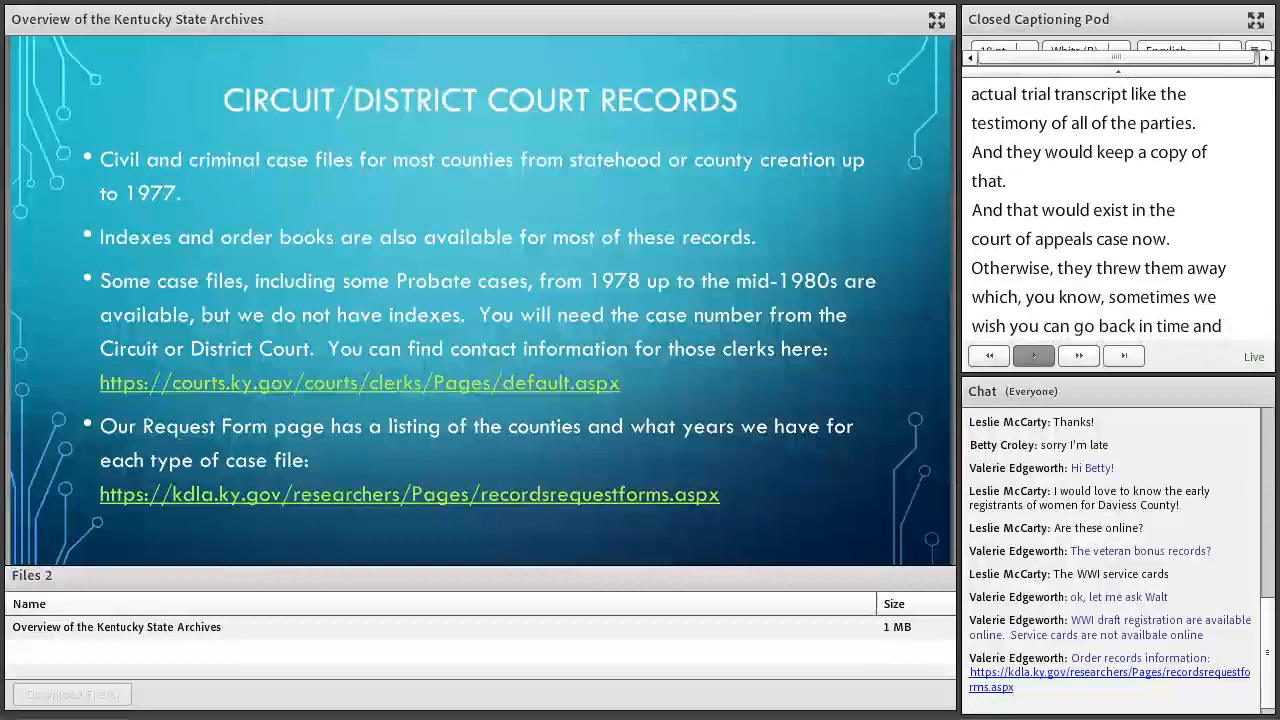 Overview of the Kentucky State Archives
CIRCUIT/DISTRICT COURT RECORDS
• Civil and criminal case files for most counties from statehood or county creation up
to 1977.
• Indexes and order books are also available for most of these records.
• Some case files, including some Probate cases, from 1978 up to the mid-1980s are
available, but we do not have indexes. You will need the case number from the
Circuit or District Court. You can find contact information for those clerks here:
https://courts.ky.gov/courts/clerks/Pages/default.aspx
• Our Request Form page has a listing of the counties and what years we have for
each type of case file:
https://kdla.ky.gov/researchers/Pages/recordsrequestforms.aspx
Files 2
Name Size
Overview of the Kentucky State Archives 1 MB
Download File(s)
Closed Captioning Pod
18 pt White (B) English
actual trial transcript like the
testimony of all of the parties.
And they would keep a copy of
that.
And that would exist in the
court of appeals case now.
Otherwise, they threw them away
which, you know, sometimes we
wish you can go back in time and
Live
Chat (Everyone)
Leslie McCarty: Thanks!
Betty Croley: sorry I'm late
Valerie Edgeworth: Hi Betty!
Leslie McCarty: I would love to know the early
registrants of women for Daviess County!
Leslie McCarty: Are these online?
Valerie Edgeworth: The veteran bonus records?
Leslie McCarty: The WWI service cards
Valerie Edgeworth: ok, let me ask Walt
Valerie Edgeworth: WWI draft registration are available
online. Service cards are not availbale online
Valerie Edgeworth: Order records information:
https://kdla.ky.gov/researchers/Pages/recordsrequestfo
rms.aspx